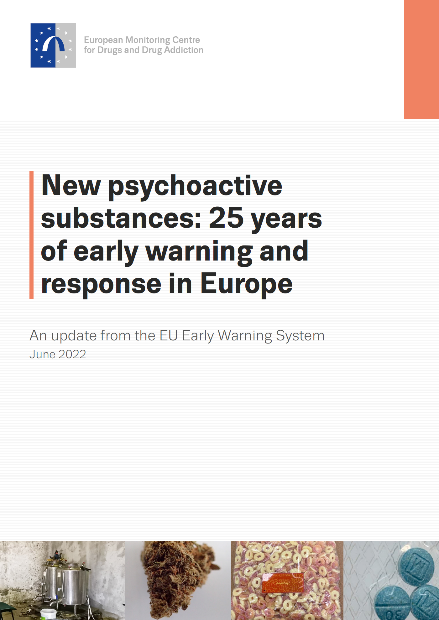 European Monitoring Centre
for Drugs and Drug Addiction
New psychoactive
substances: 25 years
of early warning and
response in Europe
An update from the EU Early Warning System
June 2022